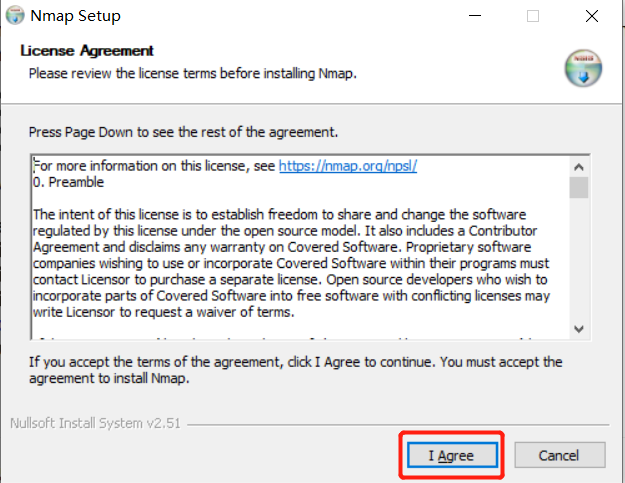 Nmap Setup
License Agreement
Please review the license terms before installing Nmap.
Press Page Down to see the rest of the agreement.
For more information on this license, see https://nmap.org/npsl/
0. Preamble
The intent of this license is to establish freedom to share and change the software
regulated by this license under the open source model. It also includes a Contributor
Agreement and disclaims any warranty on Covered Software. Proprietary software
companies wishing to use or incorporate Covered Software within their programs must
contact Licensor to purchase a separate license. Open source developers who wish to
incorporate parts of Covered Software into free software with conflicting licenses may
write Licensor to request a waiver of terms.
If you accept the terms of the agreement, click I Agree to continue. You must accept the
agreement to install Nmap.
Nullsoft Install System v2.51
I Agree
Cancel